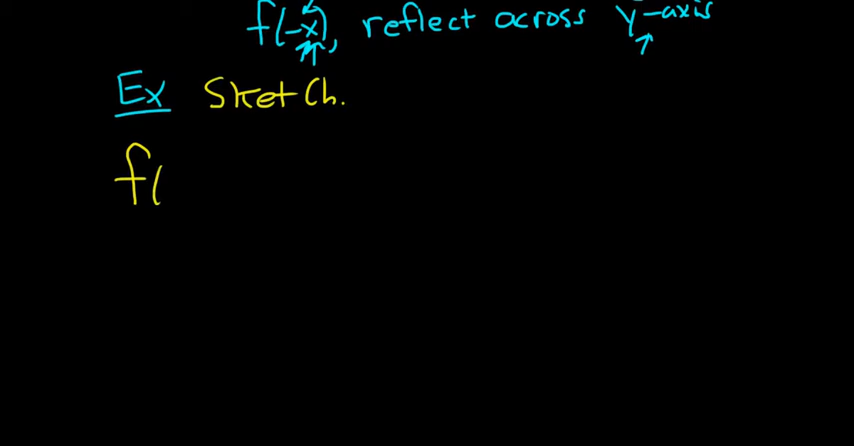 f(-x), reflect across y-axis
Ex Sketch.
f(